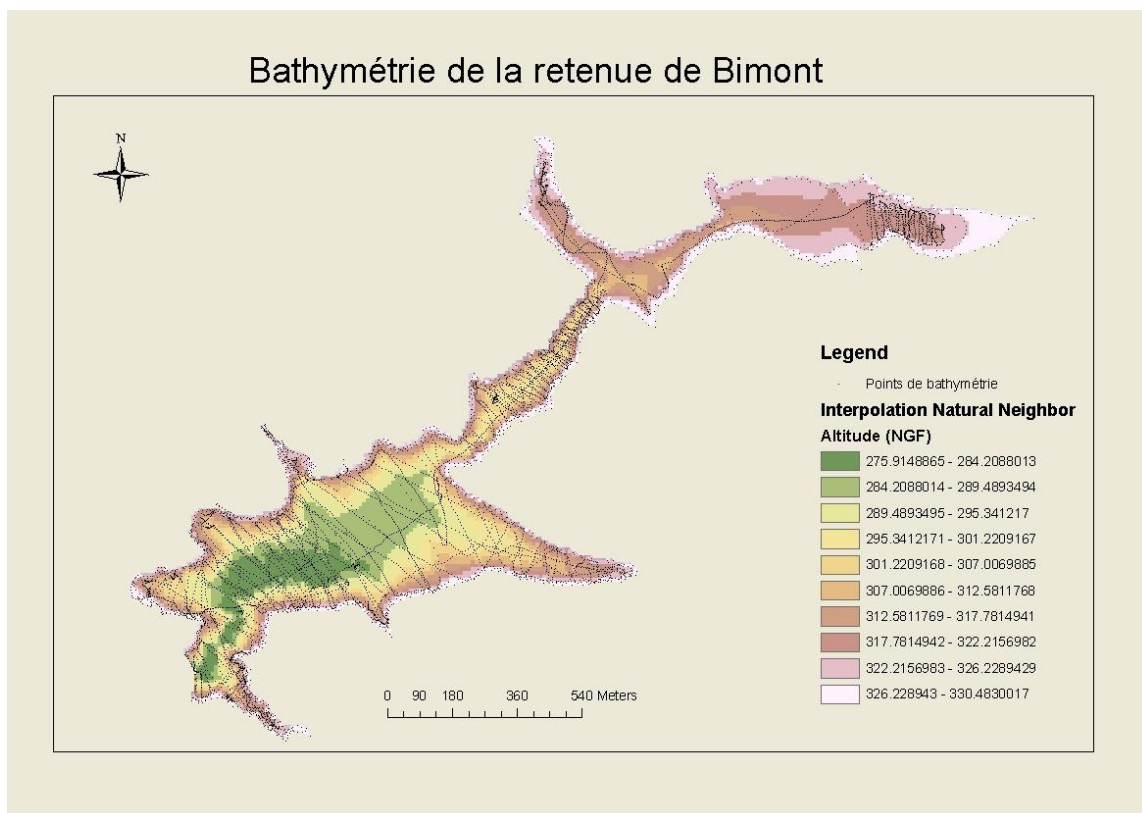 Bathymétrie de la retenue de Bimont
N
Legend
Points de bathymétrie
Interpolation Natural Neighbor
Altitude (NGF)
275.9148865 - 284.2088013
284.2088014 - 289.4893494
289.4893495 - 295.341217
295.3412171 - 301.2209167
301.2209168 - 307.0069885
307.0069886 - 312.5811768
312.5811769 - 317.7814941
317.7814942 - 322.2156982
322.2156983 - 326.2289429
326.228943 - 330.4830017
0 90 180 360 540 Meters